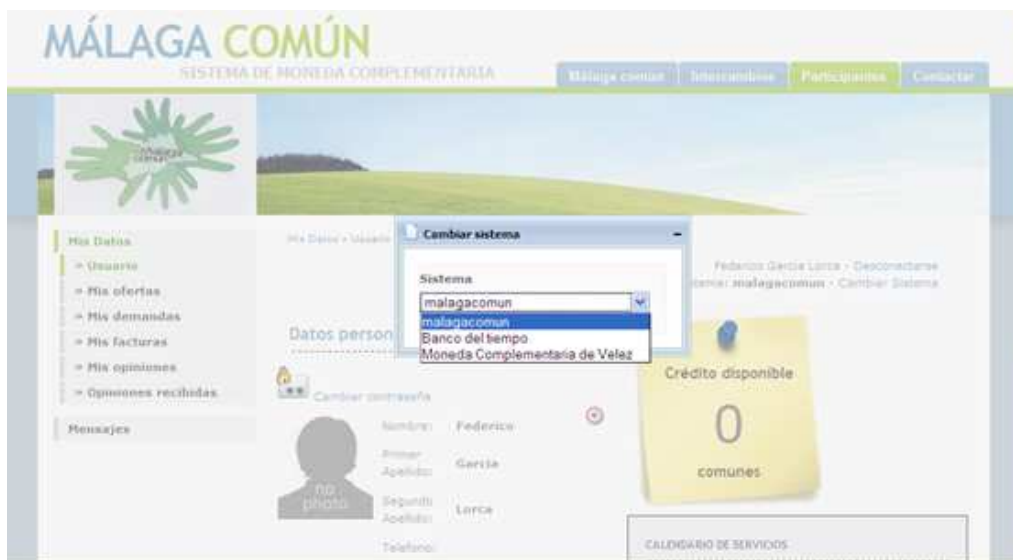 MÁLAGA COMÚN
SISTEMA DE MONEDA COMPLEMENTARIA
Málaga común
Intercambios
Participantes
Contactar
Mis Datos
» Usuario
» Mis ofertas
» Mis demandas
» Mis facturas
» Mis opiniones
» Opiniones recibidas
Mensajes
Mis Datos » Usuario
Cambiar sistema
Sistema
malagacomun
malagacomun
Banco del tiempo
Moneda Complementaria de Velez
Federico Garcia Lorca - Desconectarse
malagacomun - Cambiar Sistema
Datos person
Cambiar contraseña
no photo
Nombre: Federico
Primer Apellido: Garcia
Segundo Apellido: Lorca
Telefono:
Crédito disponible
0
comunes
CALENDARIO DE SERVICIOS